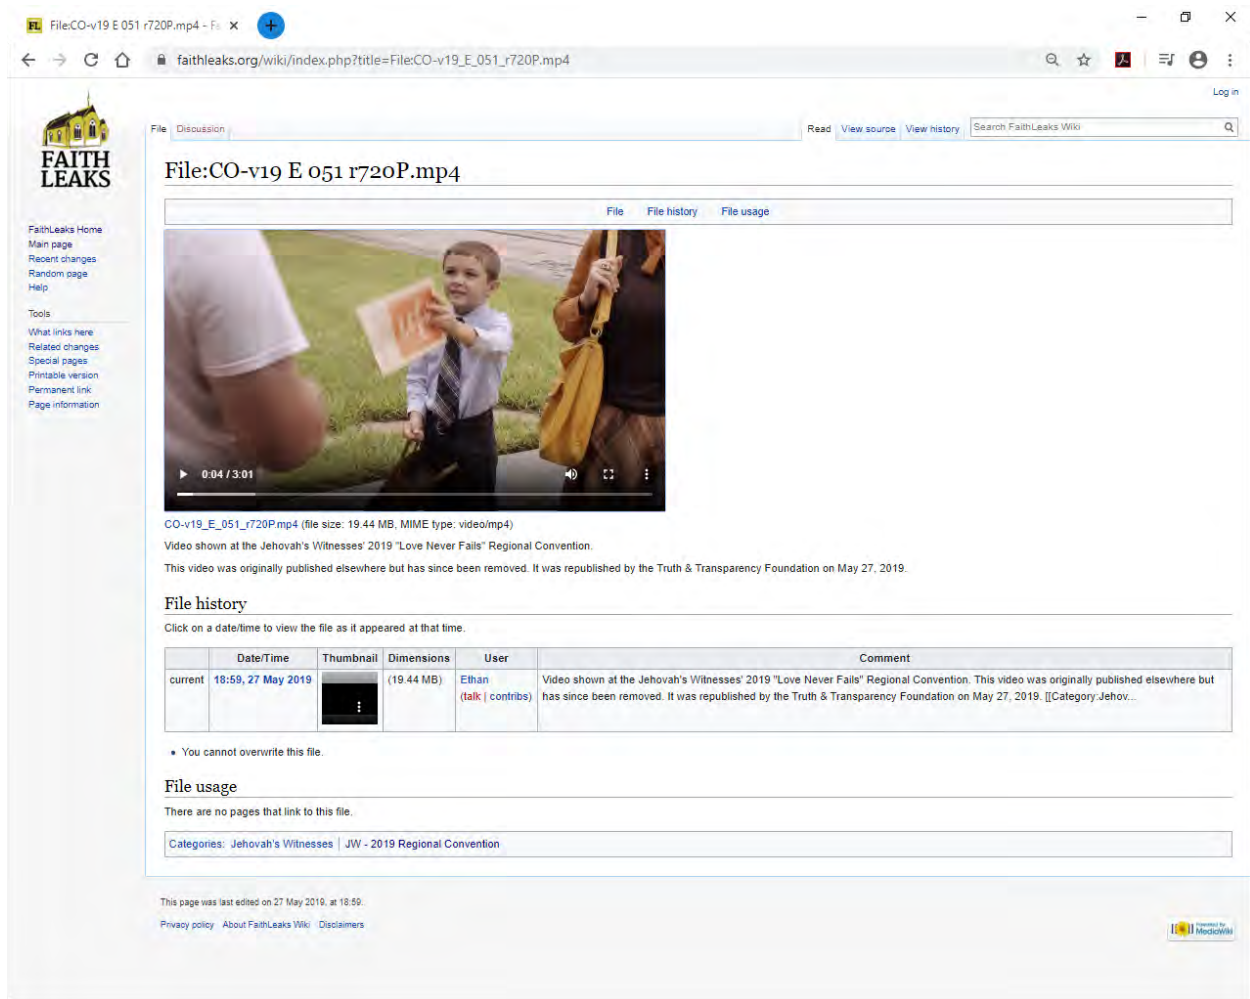 FL File:CO-v19 E 051 r720P.mp4 - Fi
faithleaks.org/wiki/index.php?title=File:CO-v19_E_051_r720P.mp4
Log in
FAITH
LEAKS
File Discussion Read View source View history Search FaithLeaks Wiki
File:CO-v19 E 051 r720P.mp4
File File history File usage
FaithLeaks Home
Main page
Recent changes
Random page
Help
Tools
What links here
Related changes
Special pages
Printable version
Permanent link
Page information
0:04 / 3:01
CO-v19_E_051_r720P.mp4 (file size: 19.44 MB, MIME type: video/mp4)
Video shown at the Jehovah's Witnesses' 2019 "Love Never Fails" Regional Convention.
This video was originally published elsewhere but has since been removed. It was republished by the Truth & Transparency Foundation on May 27, 2019.
File history
Click on a date/time to view the file as it appeared at that time.
Date/Time Thumbnail Dimensions User Comment
current 18:59, 27 May 2019 (19.44 MB) Ethan Video shown at the Jehovah's Witnesses' 2019 "Love Never Fails" Regional Convention. This video was originally published elsewhere but
(talk | contribs) has since been removed. It was republished by the Truth & Transparency Foundation on May 27, 2019. [[Category:Jehov...
You cannot overwrite this file.
File usage
There are no pages that link to this file.
Categories: Jehovah's Witnesses | JW - 2019 Regional Convention
This page was last edited on 27 May 2019, at 18:59.
Privacy policy About FaithLeaks Wiki Disclaimers
Powered by
MediaWiki